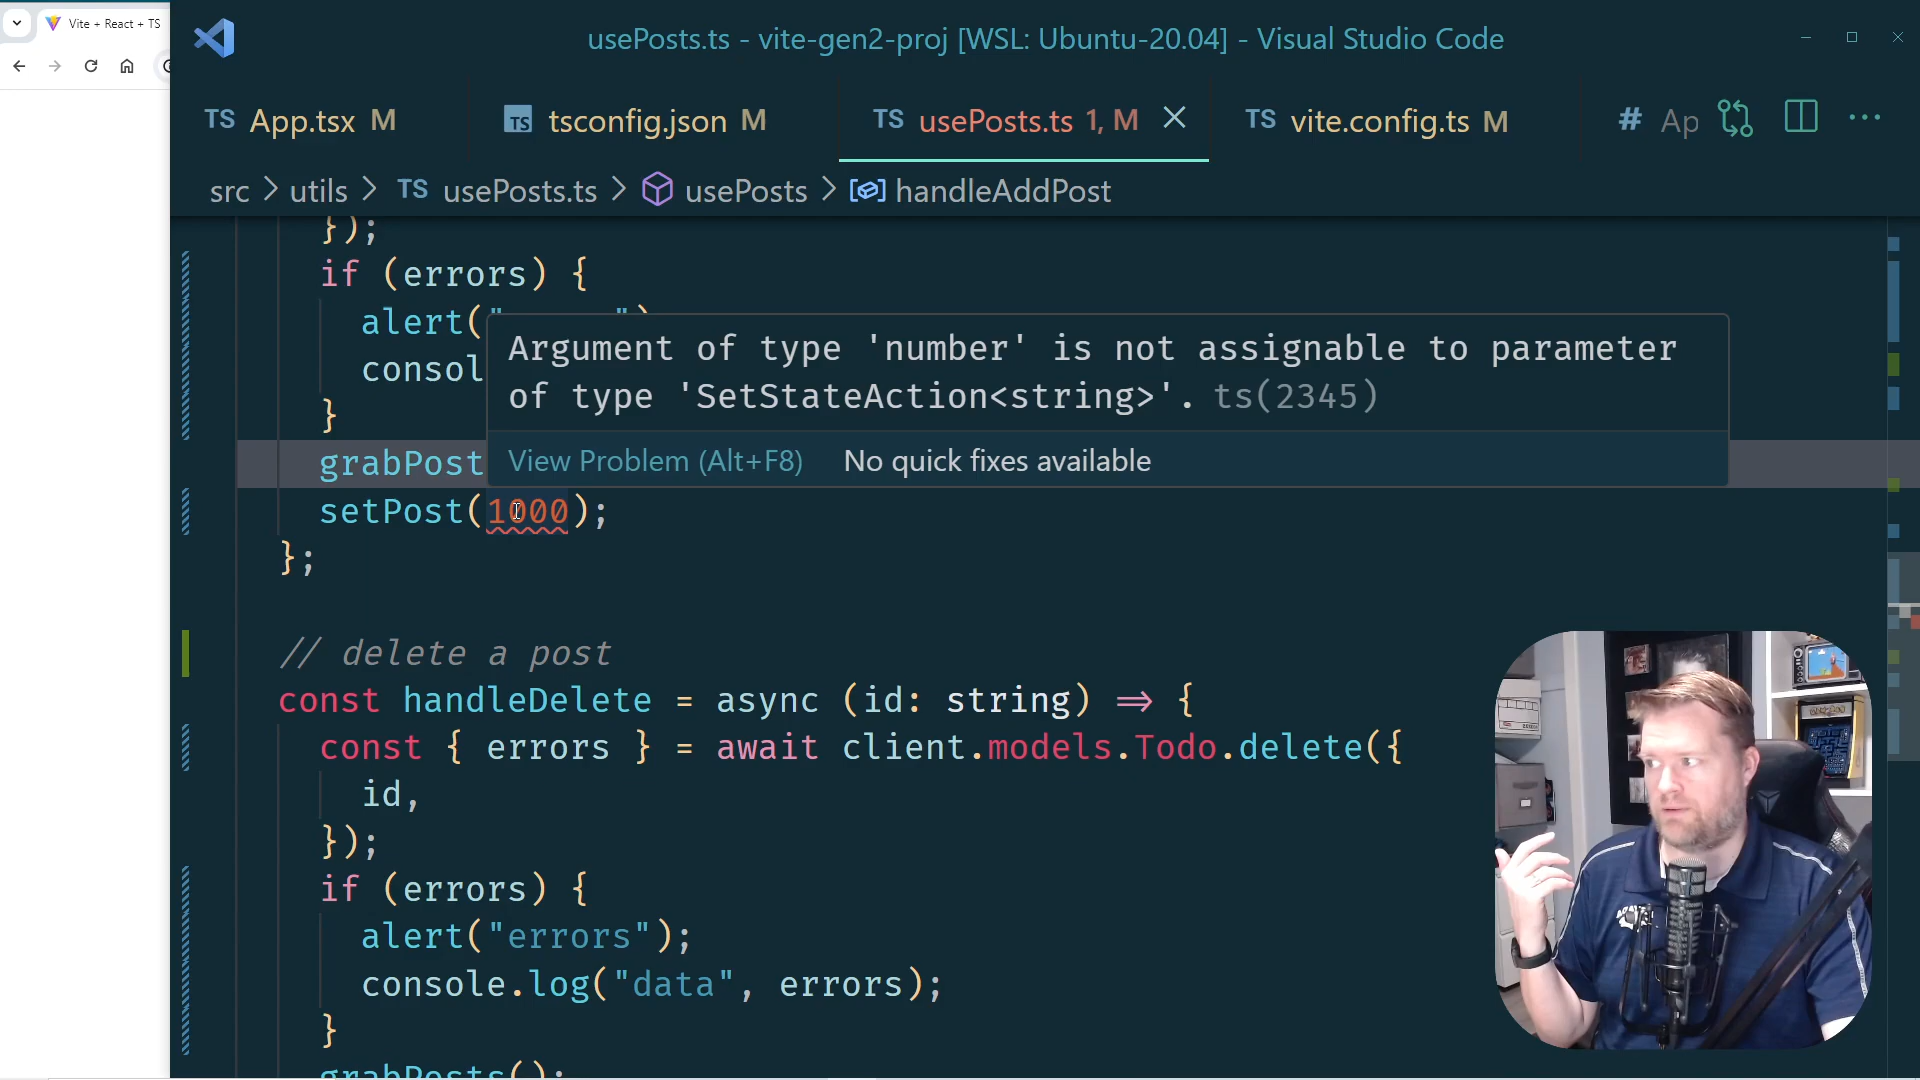 Vite + React + TS
usePosts.ts - vite-gen2-proj [WSL: Ubuntu-20.04] - Visual Studio Code
TS App.tsx M TS tsconfig.json M TS usePosts.ts 1, M TS vite.config.ts M # Ap
src > utils > TS usePosts.ts > usePosts > handleAddPost
});
if (errors) {
alert("
Argument of type 'number' is not assignable to parameter
consol
of type 'SetStateAction<string>'. ts(2345)
}
grabPost
View Problem (Alt+F8) No quick fixes available
setPost(1000);
};
// delete a post
const handleDelete = async (id: string) => {
const { errors } = await client.models.Todo.delete({
id,
});
if (errors) {
alert("errors");
console.log("data", errors);
}
grabPosts();